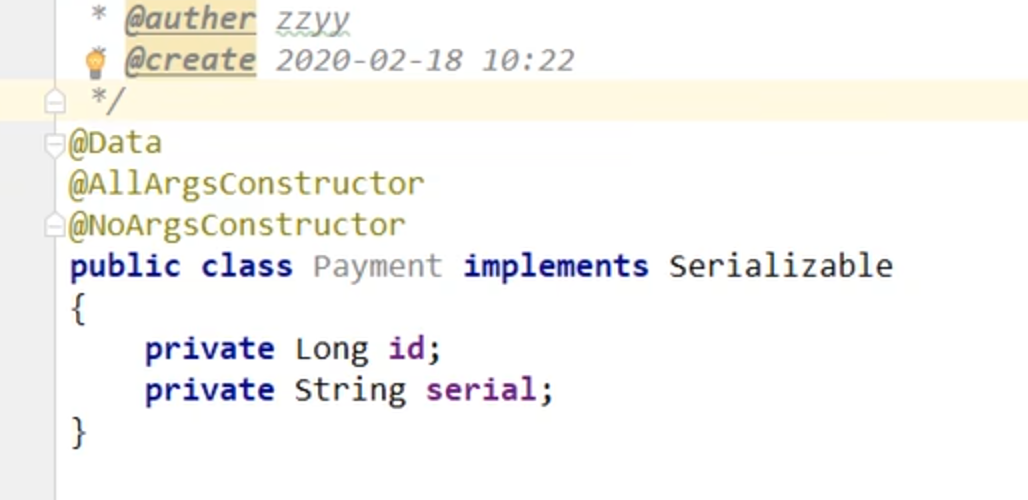 * @auther zzyy
* @create 2020-02-18 10:22
*/
@Data
@AllArgsConstructor
@NoArgsConstructor
public class Payment implements Serializable
{
    private Long id;
    private String serial;
}